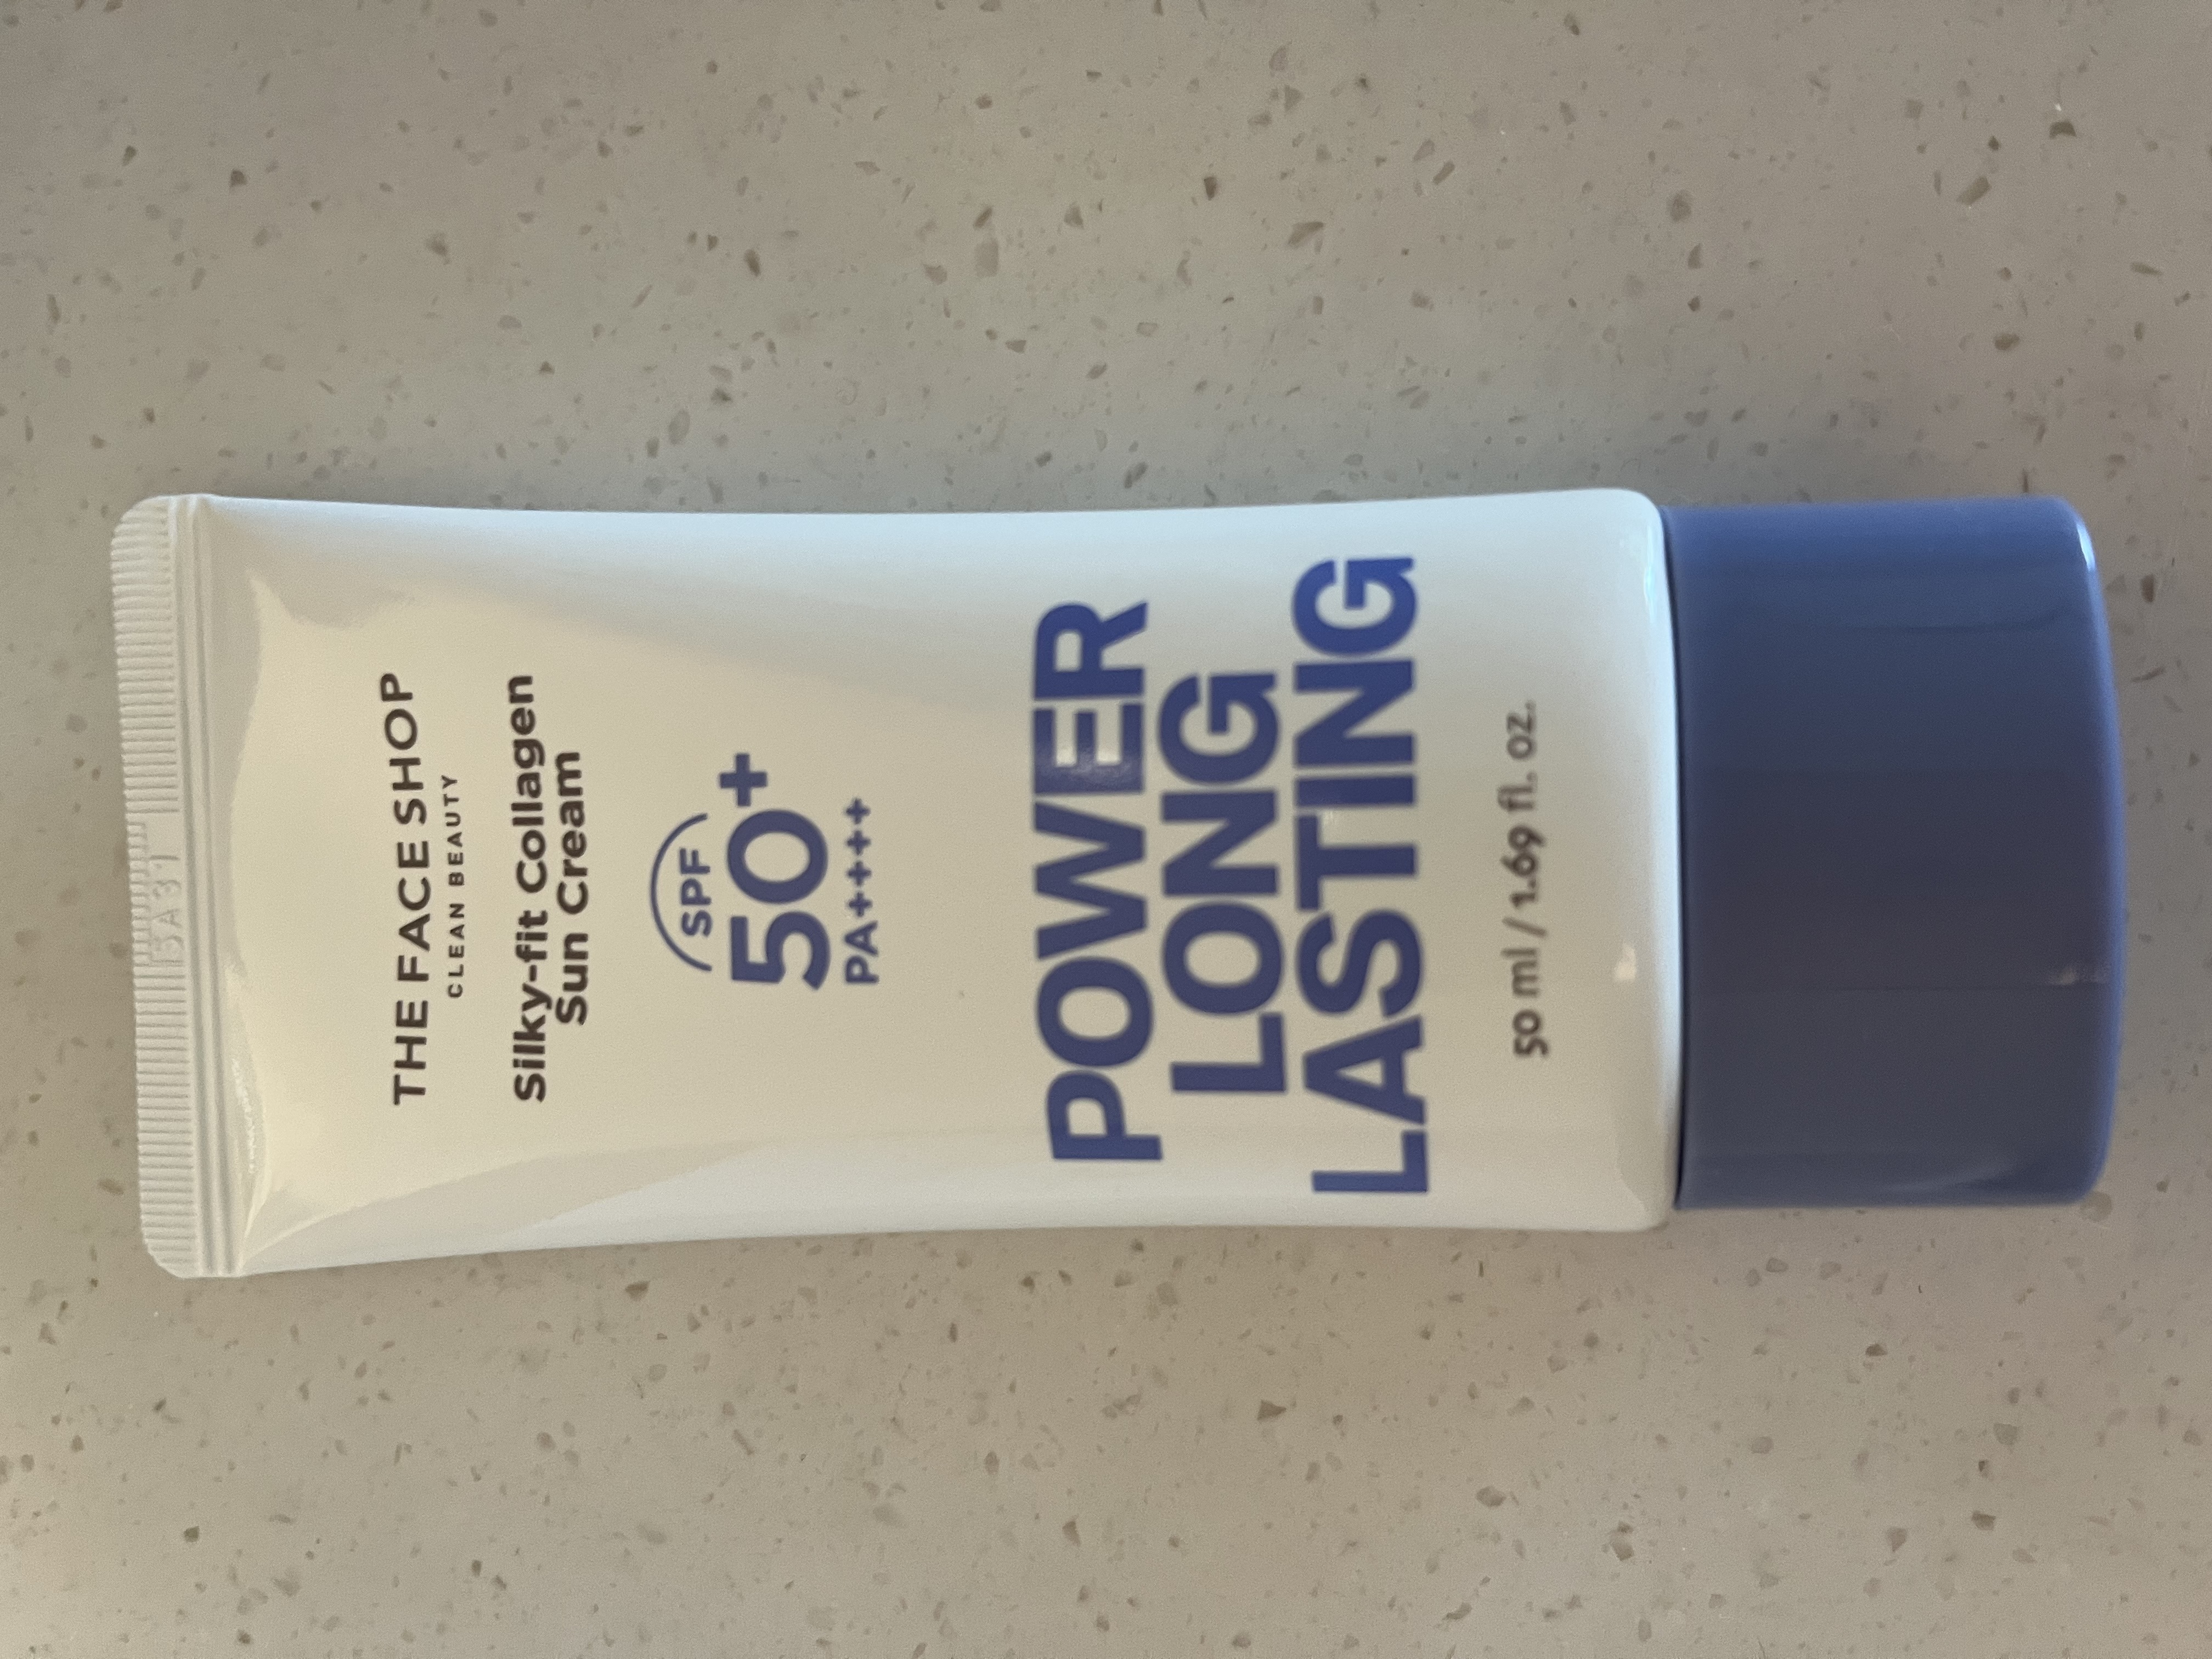 THE FACE SHOP
CLEAN BEAUTY
Silky-fit Collagen
Sun Cream
SPF
50+
PA++++
POWER
LONG
LASTING
50 ml / 1.69 fl. oz.